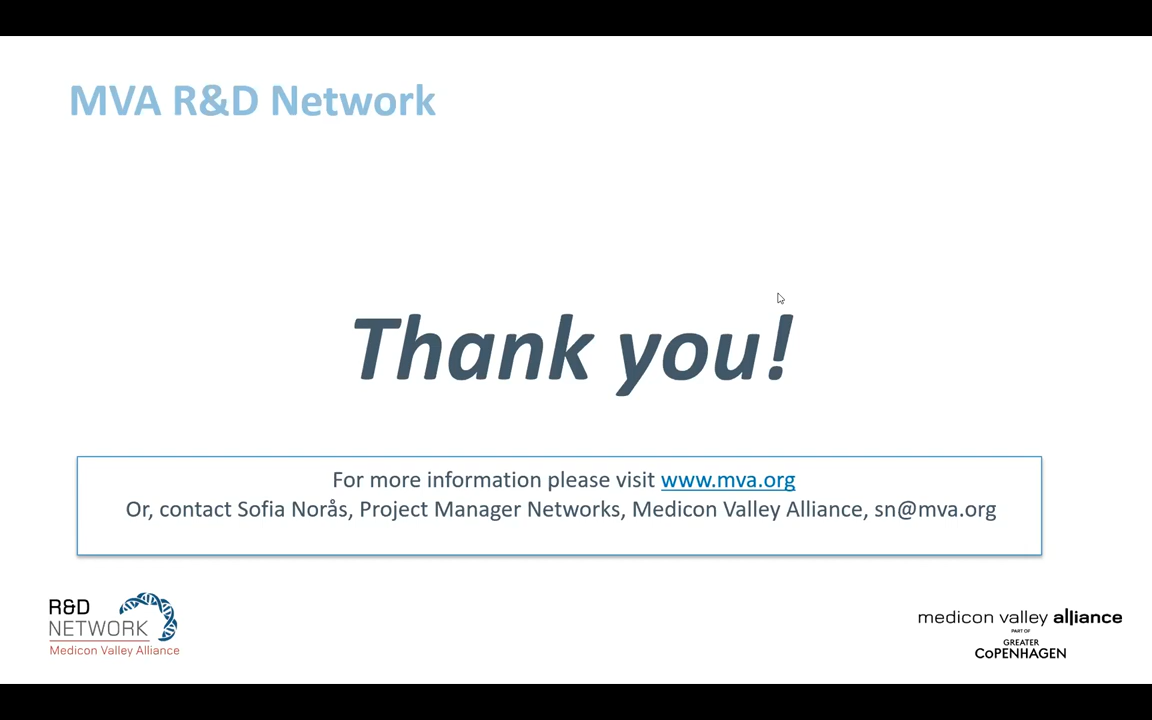 MVA R&D Network
Thank you!
For more information please visit www.mva.org
Or, contact Sofia Norås, Project Manager Networks, Medicon Valley Alliance, sn@mva.org
R&D
NETWORK
Medicon Valley Alliance
medicon valley alliance
PART OF
GREATER
CoPENHAGEN